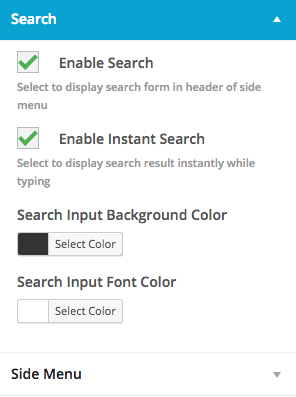 Search
Enable Search
Select to display search form in header of side
menu
Enable Instant Search
Select to display search result instantly while
typing
Search Input Background Color
Select Color
Search Input Font Color
Select Color
Side Menu